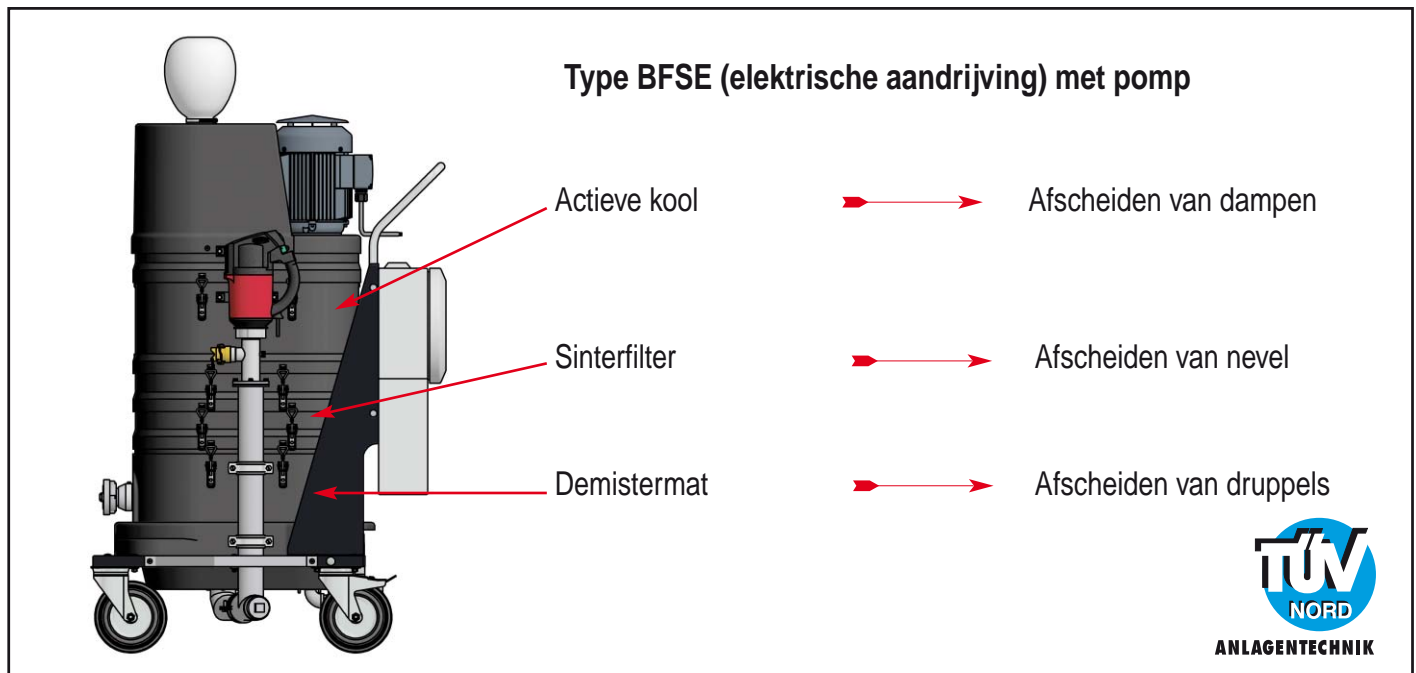 Type BFSE (elektrische aandrijving) met pomp
Actieve kool Afscheiden van dampen
Sinterfilter Afscheiden van nevel
Demistermat Afscheiden van druppels
TÜV
NORD
ANLAGENTECHNIK